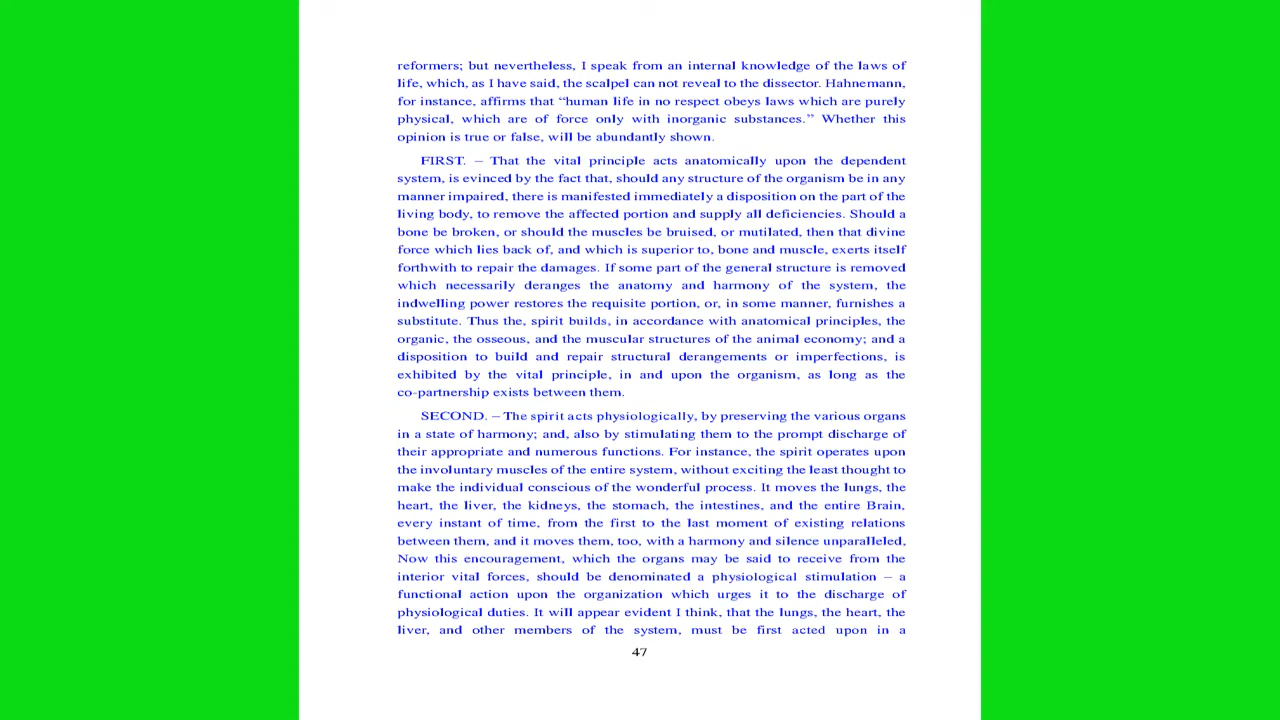 reformers; but nevertheless, I speak from an internal knowledge of the laws of
life, which, as I have said, the scalpel can not reveal to the dissector. Hahnemann,
for instance, affirms that “human life in no respect obeys laws which are purely
physical, which are of force only with inorganic substances.” Whether this
opinion is true or false, will be abundantly shown.
FIRST. – That the vital principle acts anatomically upon the dependent
system, is evinced by the fact that, should any structure of the organism be in any
manner impaired, there is manifested immediately a disposition on the part of the
living body, to remove the affected portion and supply all deficiencies. Should a
bone be broken, or should the muscles be bruised, or mutilated, then that divine
force which lies back of, and which is superior to, bone and muscle, exerts itself
forthwith to repair the damages. If some part of the general structure is removed
which necessarily deranges the anatomy and harmony of the system, the
indwelling power restores the requisite portion, or, in some manner, furnishes a
substitute. Thus the, spirit builds, in accordance with anatomical principles, the
organic, the osseous, and the muscular structures of the animal economy; and a
disposition to build and repair structural derangements or imperfections, is
exhibited by the vital principle, in and upon the organism, as long as the
co-partnership exists between them.
SECOND. – The spirit acts physiologically, by preserving the various organs
in a state of harmony; and, also by stimulating them to the prompt discharge of
their appropriate and numerous functions. For instance, the spirit operates upon
the involuntary muscles of the entire system, without exciting the least thought to
make the individual conscious of the wonderful process. It moves the lungs, the
heart, the liver, the kidneys, the stomach, the intestines, and the entire Brain,
every instant of time, from the first to the last moment of existing relations
between them, and it moves them, too, with a harmony and silence unparalleled,
Now this encouragement, which the organs may be said to receive from the
interior vital forces, should be denominated a physiological stimulation – a
functional action upon the organization which urges it to the discharge of
physiological duties. It will appear evident I think, that the lungs, the heart, the
liver, and other members of the system, must be first acted upon in a
47